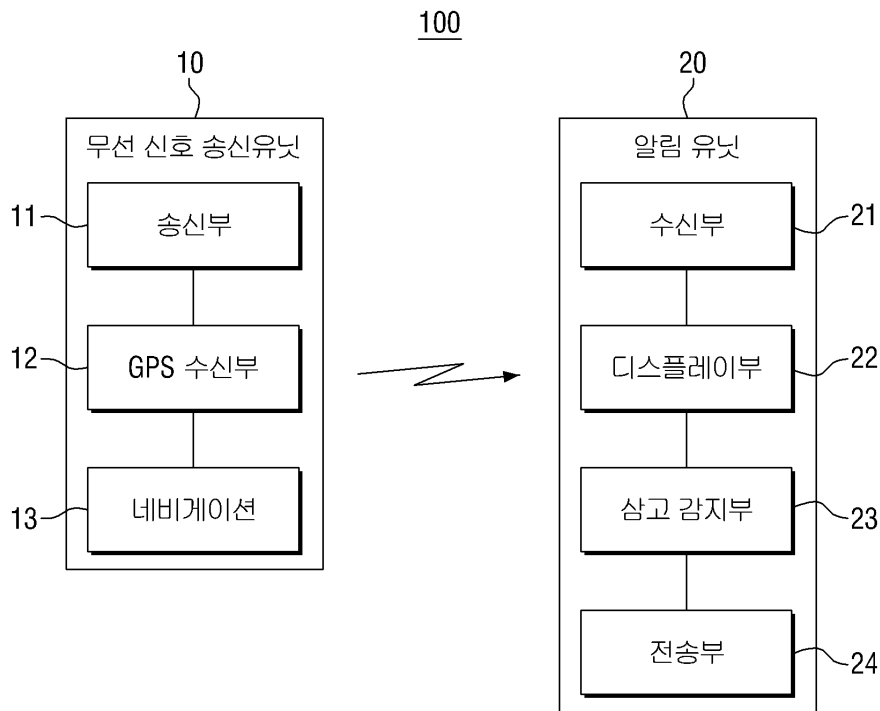 100
10
무선 신호 송신유닛
11
송신부
12
GPS 수신부
13
네비게이션
20
알림 유닛
수신부
21
디스플레이부
22
삼고 감지부
23
전송부
24